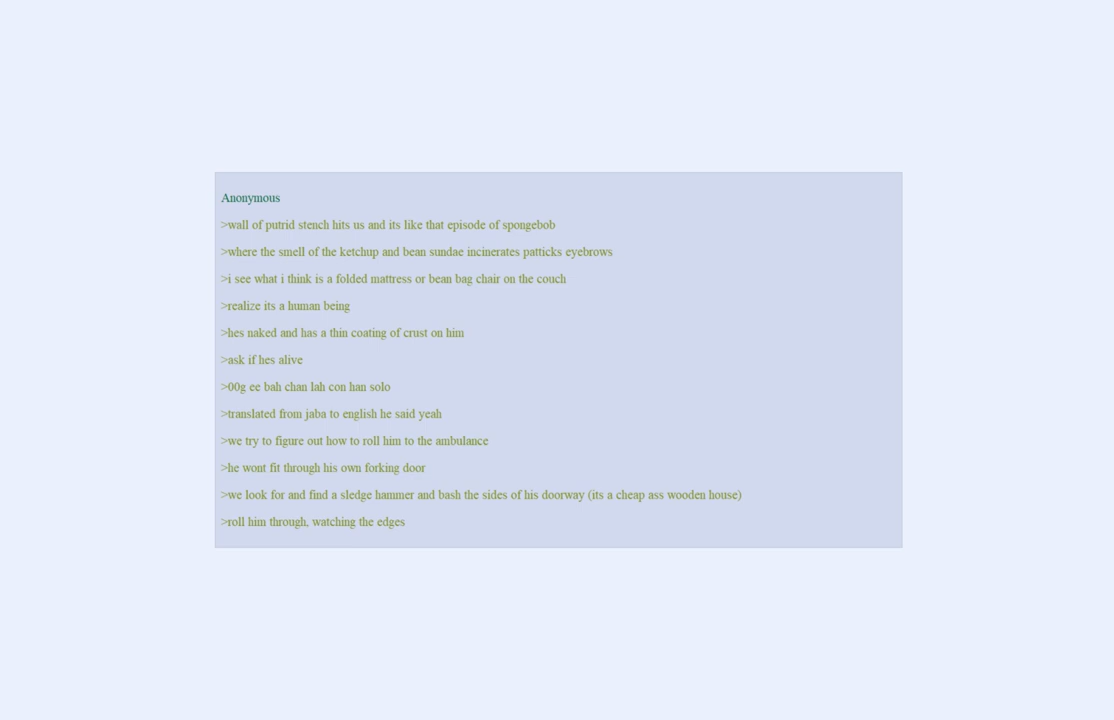 Anonymous
>wall of putrid stench hits us and its like that episode of spongebob
>where the smell of the ketchup and bean sundae incinerates patticks eyebrows
>i see what i think is a folded mattress or bean bag chair on the couch
>realize its a human being
>hes naked and has a thin coating of crust on him
>ask if hes alive
>00g ee bah chan lah con han solo
>translated from jaba to english he said yeah
>we try to figure out how to roll him to the ambulance
>he wont fit through his own forking door
>we look for and find a sledge hammer and bash the sides of his doorway (its a cheap ass wooden house)
>roll him through, watching the edges